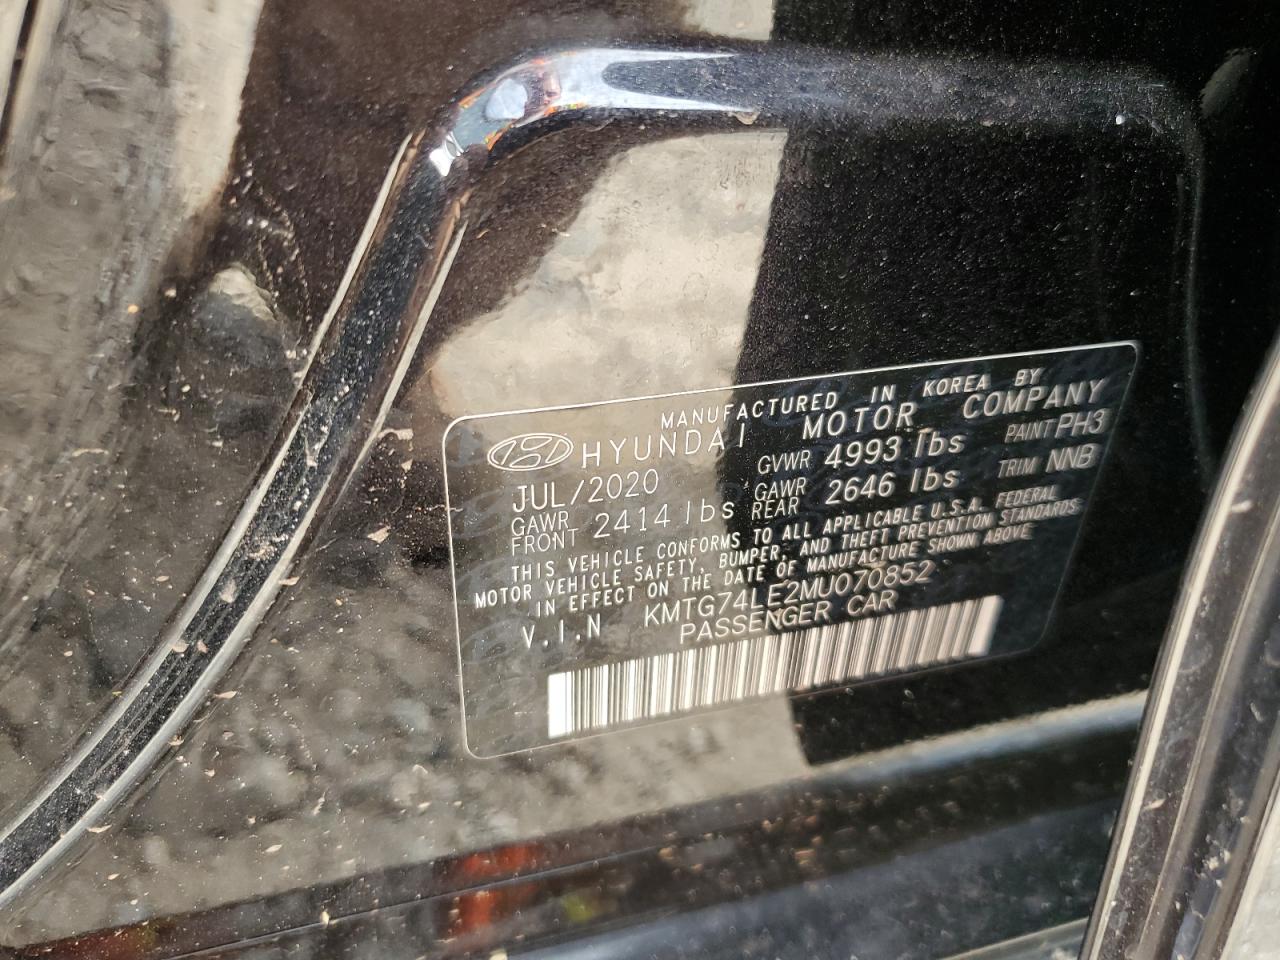 MANUFACTURED IN KOREA BY
HYUNDAI MOTOR COMPANY
JUL/2020 GVWR 4993 lbs PAINT PH3
GAWR FRONT 2414 lbs GAWR REAR 2646 lbs TRIM NNB
THIS VEHICLE CONFORMS TO ALL APPLICABLE U.S.A. FEDERAL
MOTOR VEHICLE SAFETY, BUMPER, AND THEFT PREVENTION STANDARDS
IN EFFECT ON THE DATE OF MANUFACTURE SHOWN ABOVE
V.I.N KMTG74LE2MU070852
PASSENGER CAR